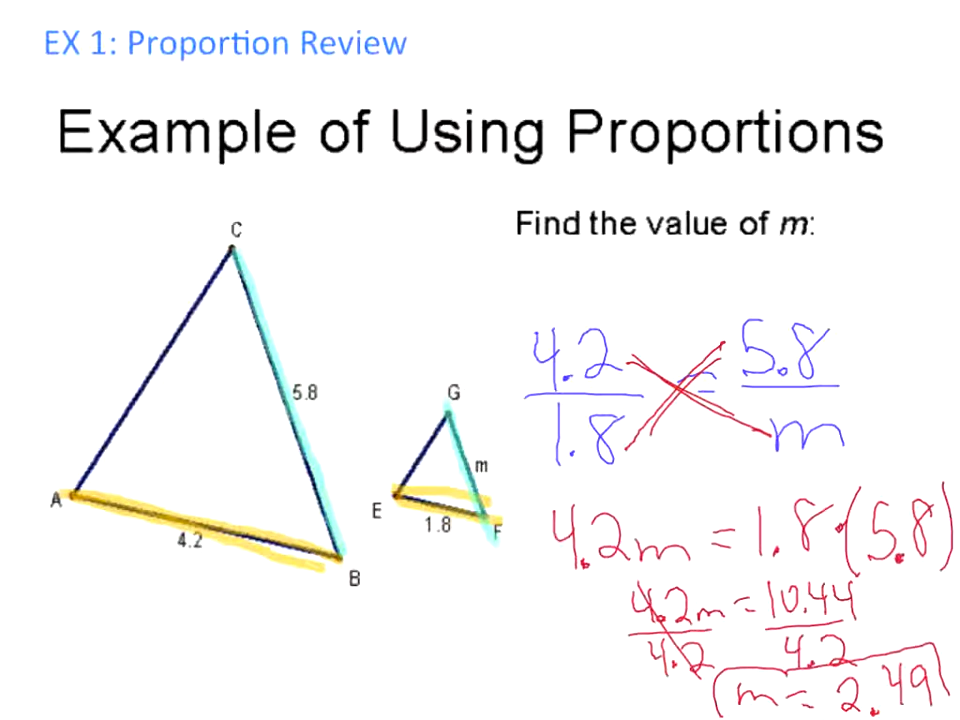 EX 1: Proportion Review
Example of Using Proportions
Find the value of m:
C
5.8
A
4.2
B
G
m
E
1.8
F
4.2 = 5.8
1.8 m
4.2m = 1.8·(5.8)
4.2m = 10.44
4.2 4.2
m = 2.49